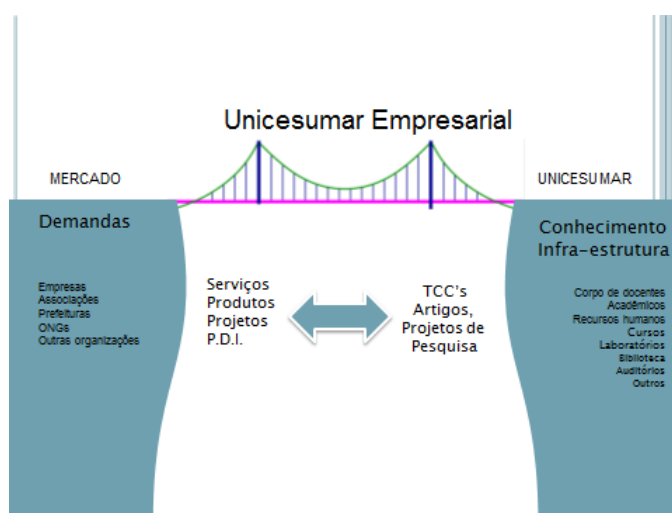 Unicesumar Empresarial
MERCADO
UNICESUMAR
Demandas
Empresas
Associações
Prefeituras
ONGs
Outras organizações
Serviços
Produtos
Projetos
P.D.I.
TCC's
Artigos,
Projetos de
Pesquisa
Conhecimento
Infra-estrutura
Corpo de docentes
Acadêmicos
Recursos humanos
Cursos
Laboratórios
Biblioteca
Auditórios
Outros